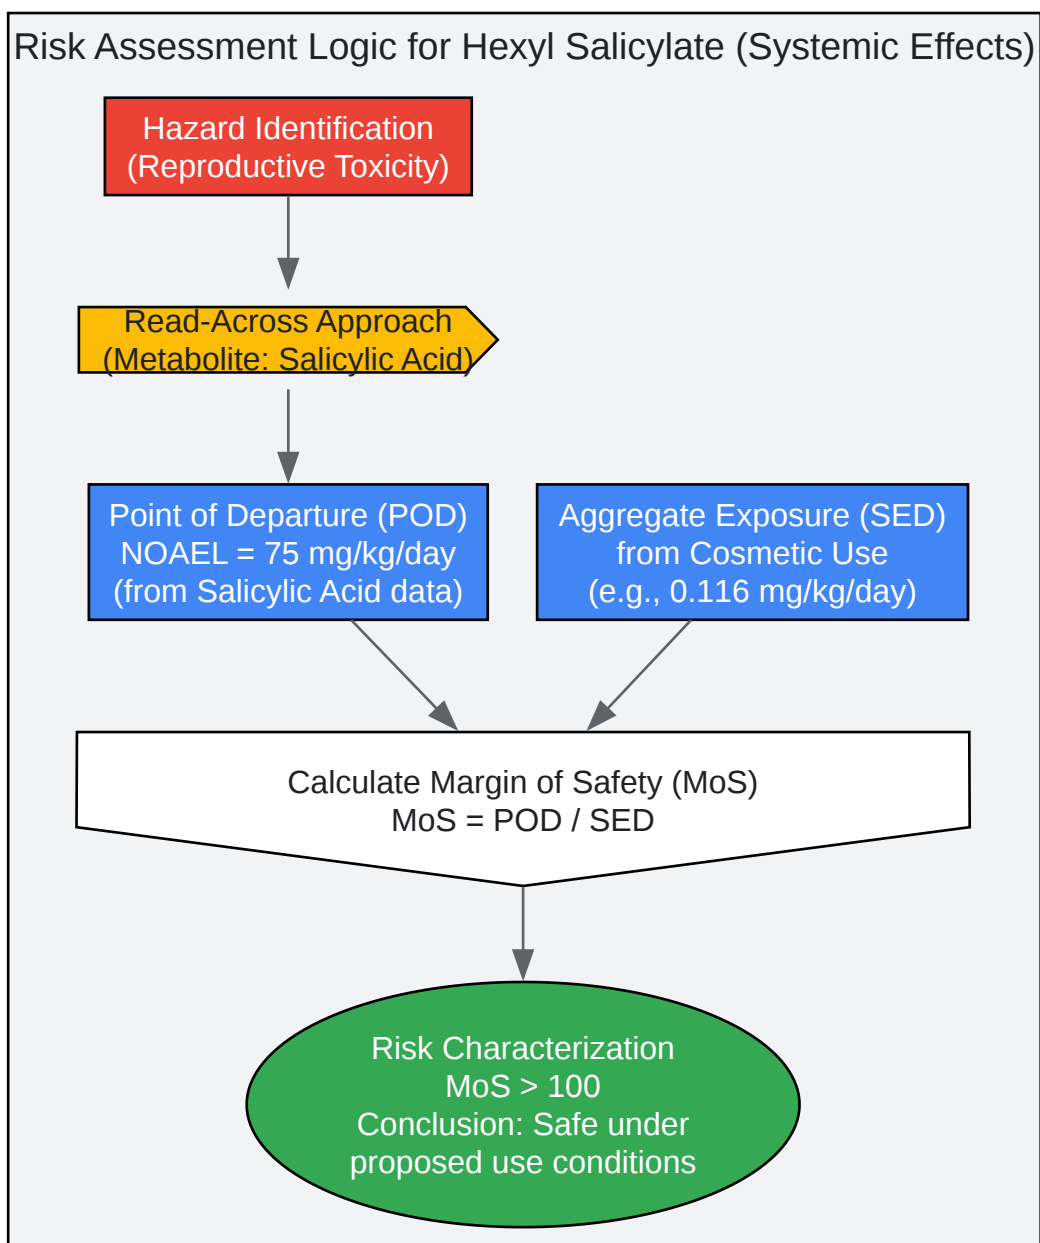 Risk Assessment Logic for Hexyl Salicylate (Systemic Effects)
Hazard Identification
(Reproductive Toxicity)
Read-Across Approach
(Metabolite: Salicylic Acid)
Point of Departure (POD)
NOAEL = 75 mg/kg/day
(from Salicylic Acid data)
Aggregate Exposure (SED)
from Cosmetic Use
(e.g., 0.116 mg/kg/day)
Calculate Margin of Safety (MoS)
MoS = POD / SED
Risk Characterization
MoS > 100
Conclusion: Safe under
proposed use conditions